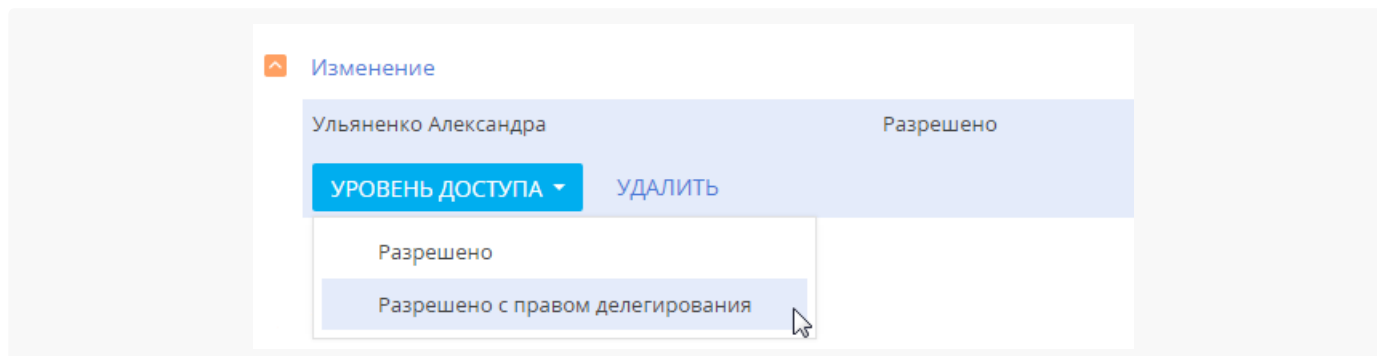 Изменение
Ульяненко Александра Разрешено
УРОВЕНЬ ДОСТУПА УДАЛИТЬ
Разрешено
Разрешено с правом делегирования